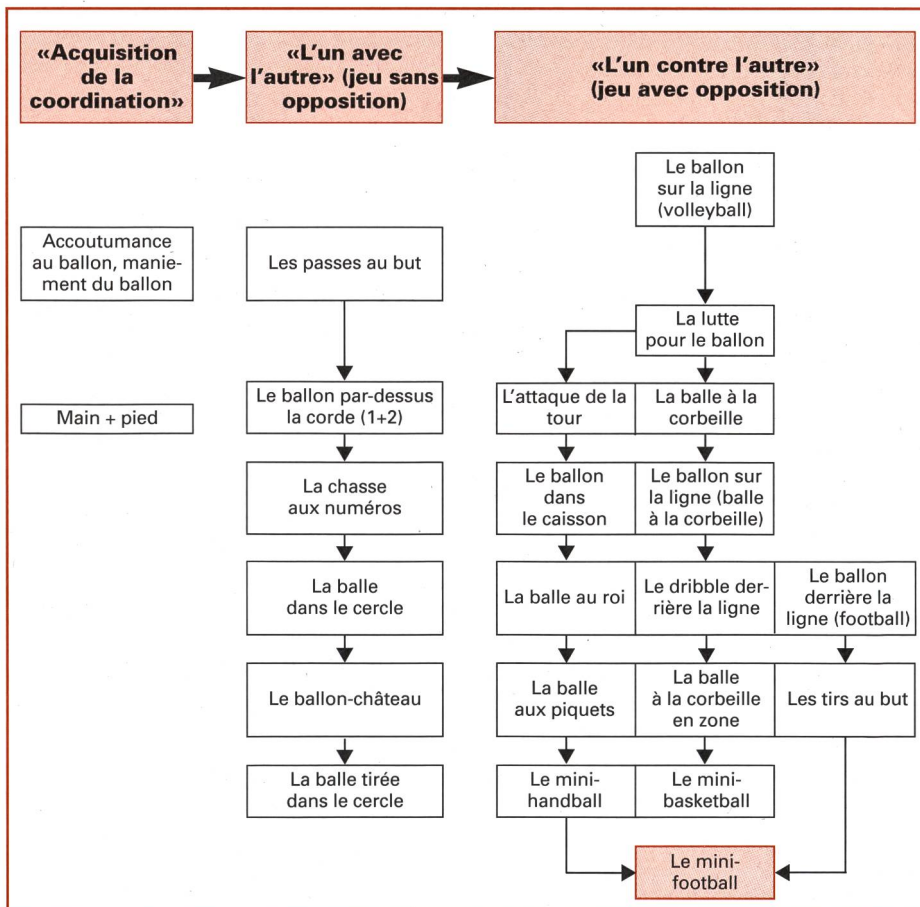 «Acquisition
de la
coordination»
«L'un avec
l'autre» (jeu sans
opposition)
«L'un contre l'autre»
(jeu avec opposition)
Accoutumance
au ballon, manie-
ment du ballon
Main + pied
Les passes au but
Le ballon par-dessus
la corde (1+2)
La chasse
aux numéros
La balle
dans le cercle
Le ballon-château
La balle tirée
dans le cercle
Le ballon
sur la ligne
(volleyball)
La lutte
pour le ballon
L'attaque de la
tour
La balle à la
corbeille
Le ballon
dans
le caisson
Le ballon sur
la ligne (balle
à la corbeille)
La balle au roi
Le dribble der-
rière la ligne
Le ballon
derrière la
ligne (football)
La balle
aux piquets
La balle
à la corbeille
en zone
Les tirs au but
Le mini-
handball
Le mini-
basketball
Le mini-
football